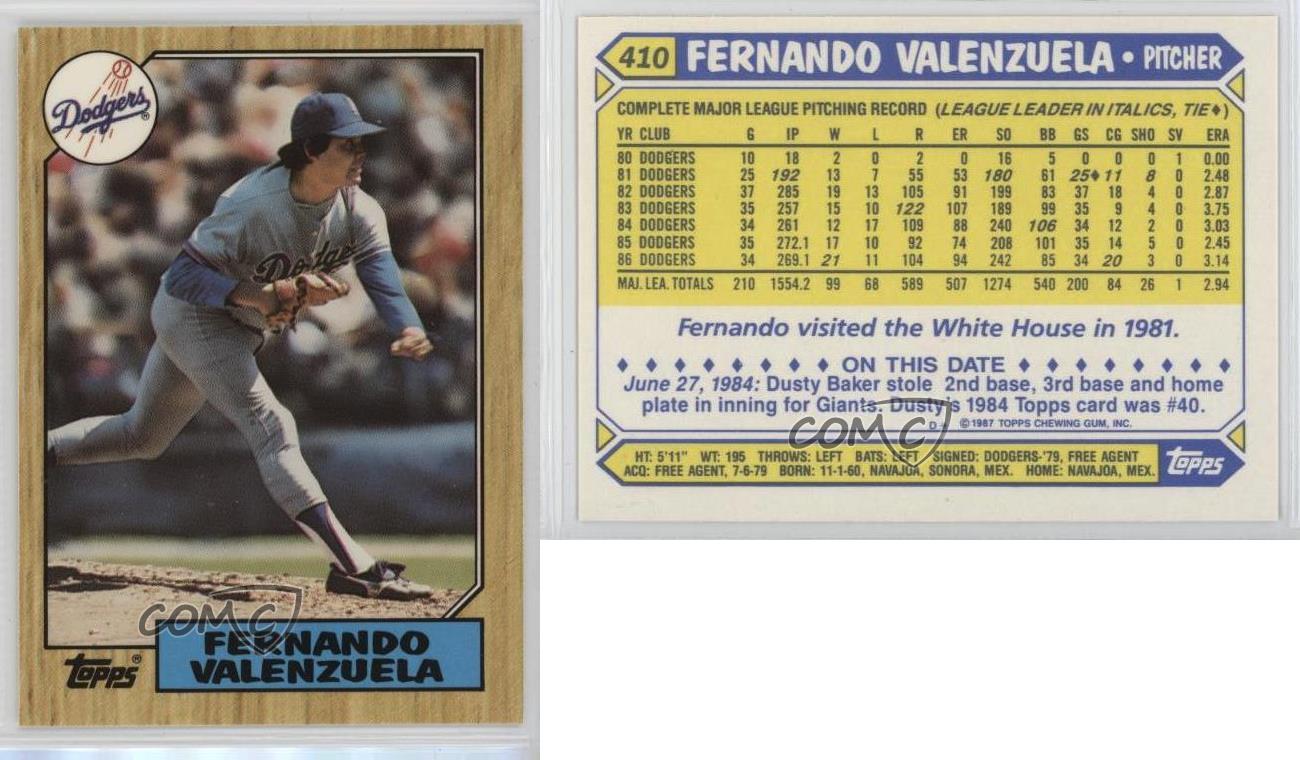 Dodgers ®
Dodgers
COMC
topps®
FERNANDO
VALENZUELA
410 FERNANDO VALENZUELA • PITCHER
COMPLETE MAJOR LEAGUE PITCHING RECORD (LEAGUE LEADER IN ITALICS, TIE♦)
YR CLUB G IP W L R ER SO BB GS CG SHO SV ERA
80 DODGERS 10 18 2 0 2 0 16 5 0 0 0 1 0.00
81 DODGERS 25 192 13 7 55 53 180 61 25♦ 11 8 0 2.48
82 DODGERS 37 285 19 13 105 91 199 83 37 18 4 0 2.87
83 DODGERS 35 257 15 10 122 107 189 99 35 9 4 0 3.75
84 DODGERS 34 261 12 17 109 88 240 106 34 12 2 0 3.03
85 DODGERS 35 272.1 17 10 92 74 208 101 35 14 5 0 2.45
86 DODGERS 34 269.1 21 11 104 94 242 85 34 20 3 0 3.14
MAJ. LEA. TOTALS 210 1554.2 99 68 589 507 1274 540 200 84 26 1 2.94
Fernando visited the White House in 1981.
♦ ♦ ♦ ♦ ♦ ♦ ♦ ♦ ON THIS DATE ♦ ♦ ♦ ♦ ♦ ♦ ♦ ♦
June 27, 1984: Dusty Baker stole 2nd base, 3rd base and home
plate in inning for Giants. Dusty's 1984 Topps card was #40.
COMC
D* ©1987 TOPPS CHEWING GUM, INC.
HT: 5'11" WT: 195 THROWS: LEFT BATS: LEFT SIGNED: DODGERS-'79, FREE AGENT
ACQ: FREE AGENT, 7-6-79 BORN: 11-1-60, NAVAJOA, SONORA, MEX. HOME: NAVAJOA, MEX.
topps